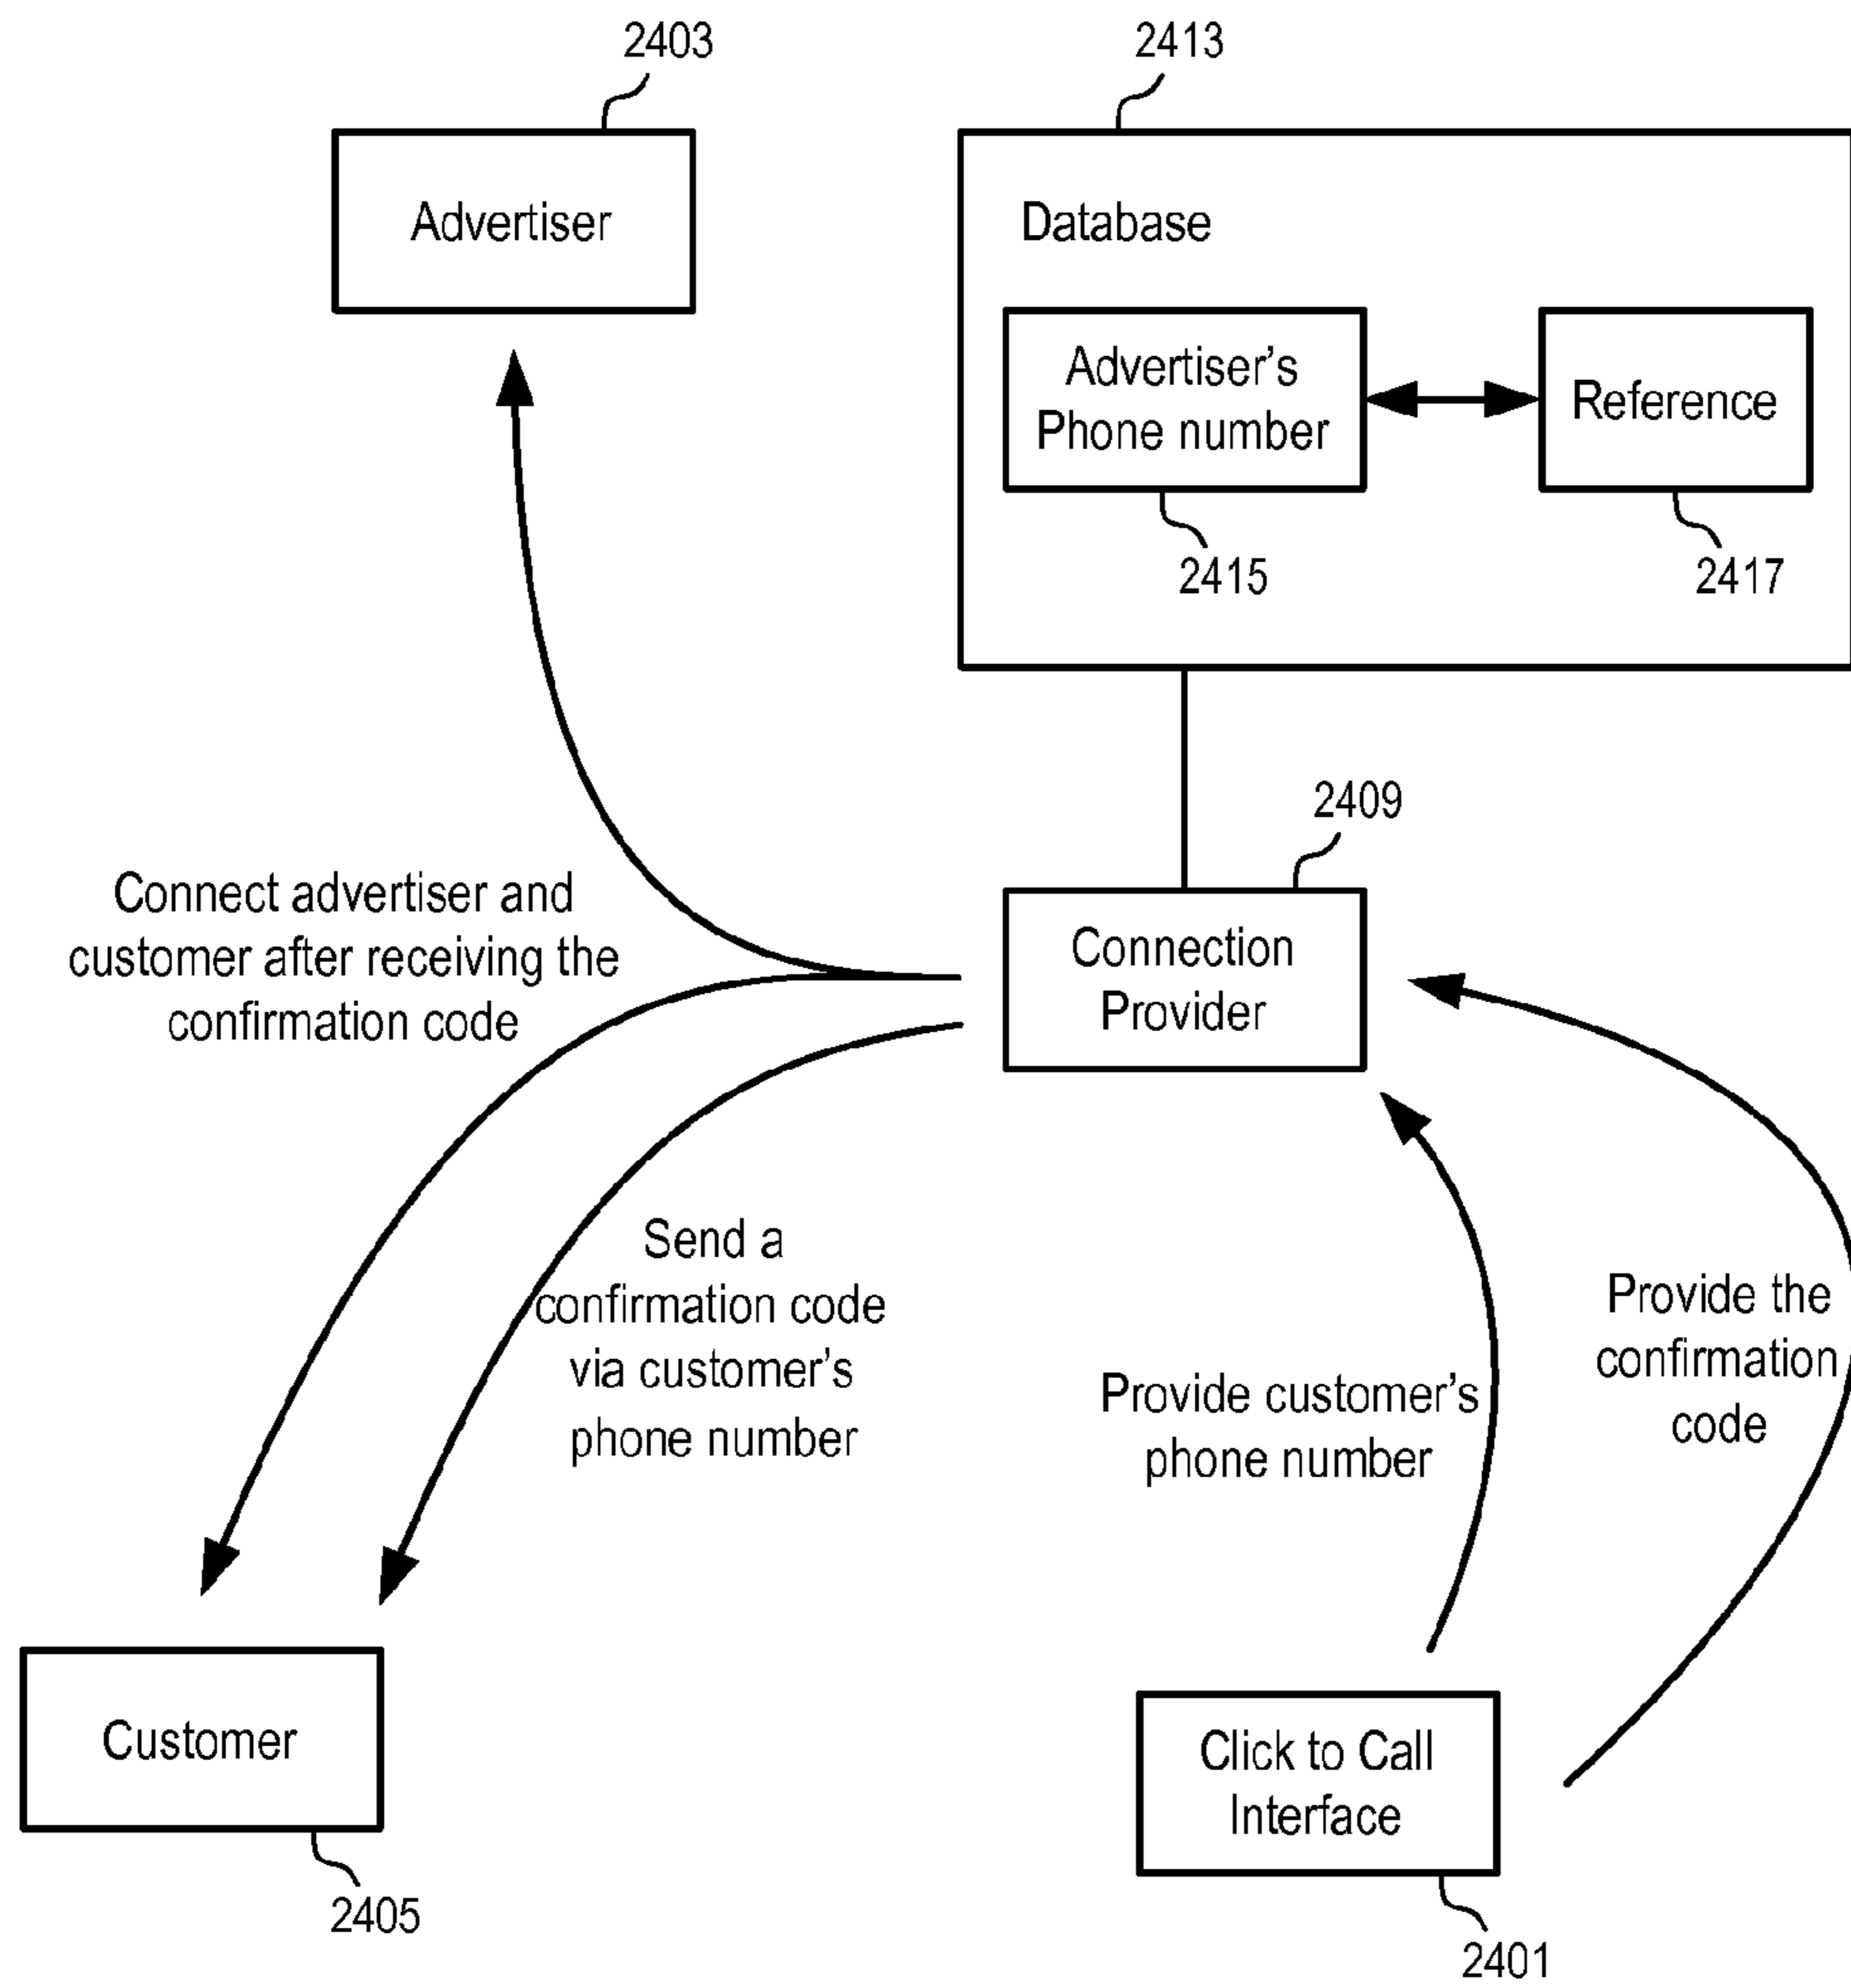 2403
2413
Advertiser
Database
Advertiser's
Phone number
Reference
2415
2417
2409
Connect advertiser and
customer after receiving the
confirmation code
Connection
Provider
Send a
confirmation code
via customer's
phone number
Provide customer's
phone number
Provide the
confirmation
code
Customer
Click to Call
Interface
2405
2401